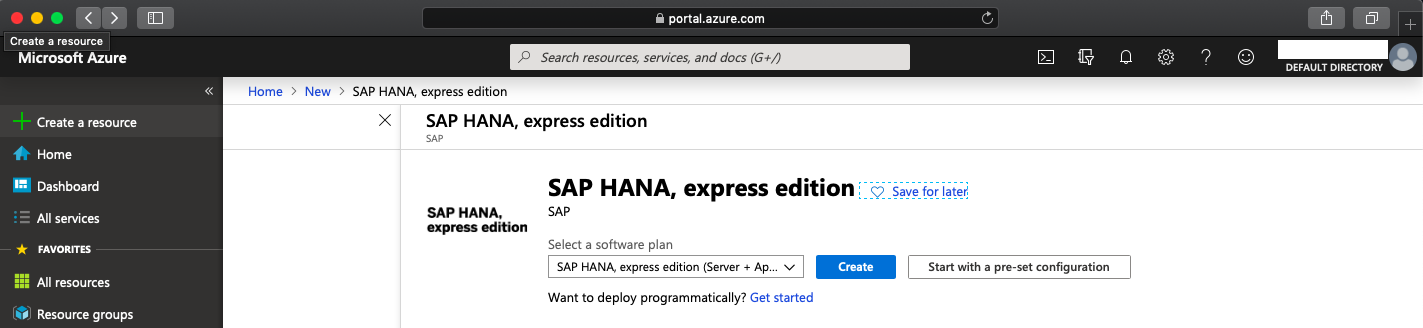 portal.azure.com
Create a resource
Microsoft Azure
Search resources, services, and docs (G+/)
DEFAULT DIRECTORY
Home > New > SAP HANA, express edition
Create a resource
Home
Dashboard
All services
FAVORITES
All resources
Resource groups
SAP HANA, express edition
SAP
SAP HANA,
express edition
SAP HANA, express edition Save for later
SAP
Select a software plan
SAP HANA, express edition (Server + Ap... Create Start with a pre-set configuration
Want to deploy programmatically? Get started